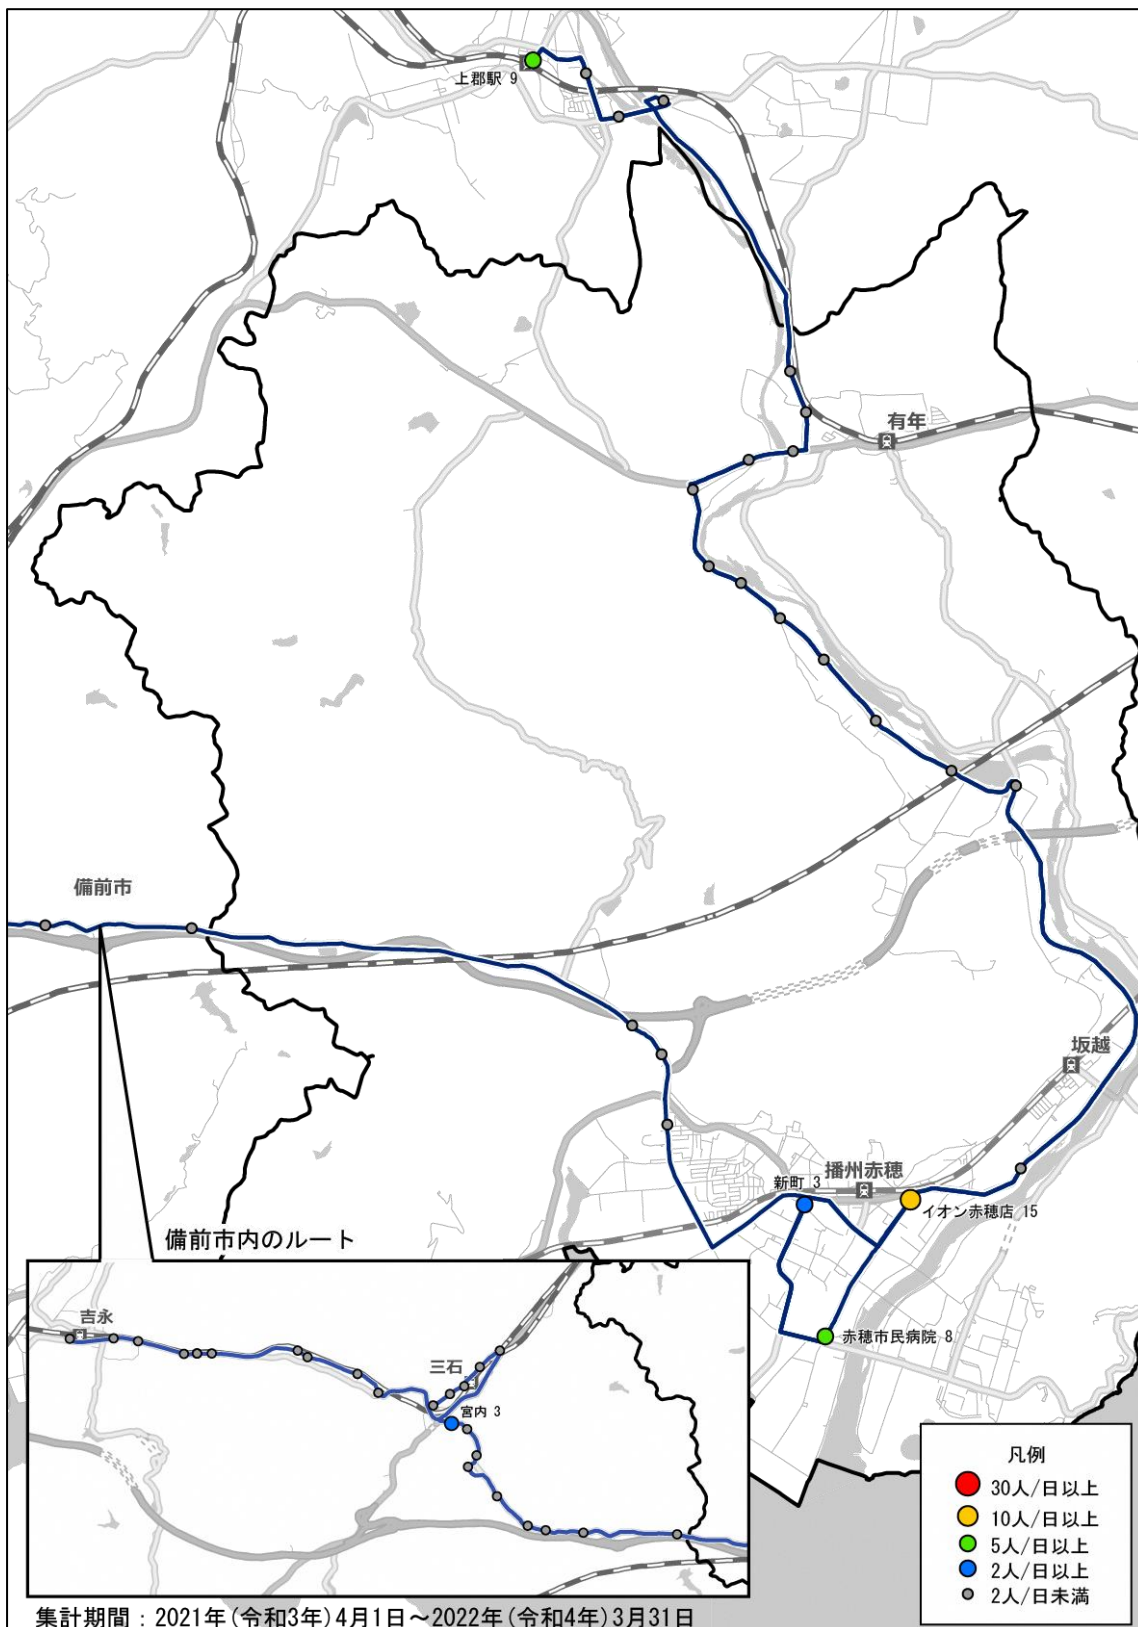 上郡駅 9
有年
備前市
坂越
播州赤穂
新町 3
イオン赤穂店 15
備前市内のルート
赤穂市民病院 8
吉永
三石
宮内 3
凡例
30人/日以上
10人/日以上
5人/日以上
2人/日以上
2人/日未満
集計期間：2021年(令和3年)4月1日～2022年(令和4年)3月31日